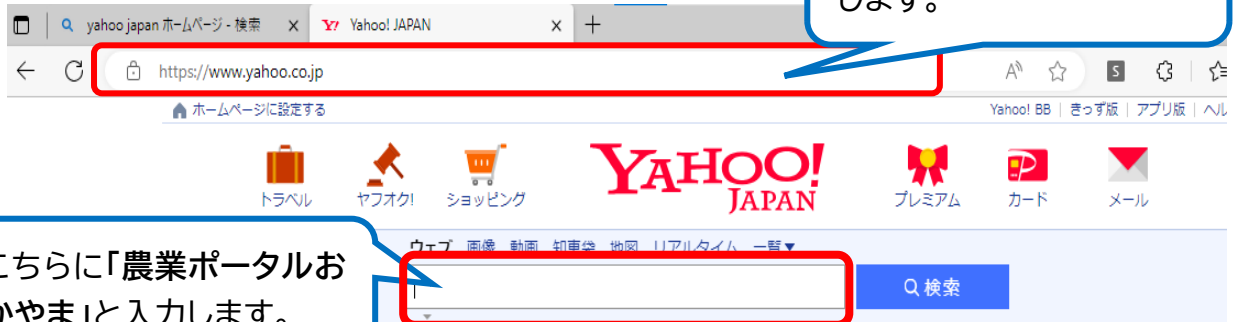 します。
yahoo japan ホームページ - 検索
Yahoo! JAPAN
https://www.yahoo.co.jp
ホームページに設定する
Yahoo! BB | きっず版 | アプリ版 | ヘル
YAHOO!
JAPAN
トラベル ヤフオク! ショッピング プレミアム カード メール
ウェブ 画像 動画 知恵袋 地図 リアルタイム 一覧▼
検索
こちらに「農業ポータルお
かやま」と入力します。